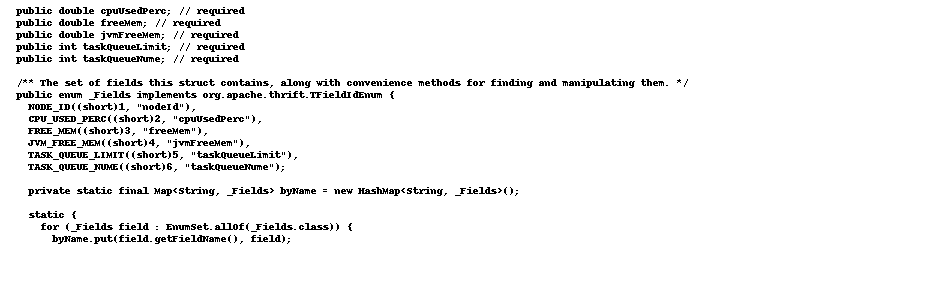 public double cpuUsedPerc; // required
public double freeMem; // required
public double jvmFreeMem; // required
public int taskQueueLimit; // required
public int taskQueueNume; // required
/** The set of fields this struct contains, along with convenience methods for finding and manipulating them. */
public enum _Fields implements org.apache.thrift.TFieldIdEnum {
NODE_ID((short)1, "nodeId"),
CPU_USED_PERC((short)2, "cpuUsedPerc"),
FREE_MEM((short)3, "freeMem"),
JVM_FREE_MEM((short)4, "jvmFreeMem"),
TASK_QUEUE_LIMIT((short)5, "taskQueueLimit"),
TASK_QUEUE_NUME((short)6, "taskQueueNume");
private static final Map<String, _Fields> byName = new HashMap<String, _Fields>();
static {
for (_Fields field : EnumSet.allOf(_Fields.class)) {
byName.put(field.getFieldName(), field);